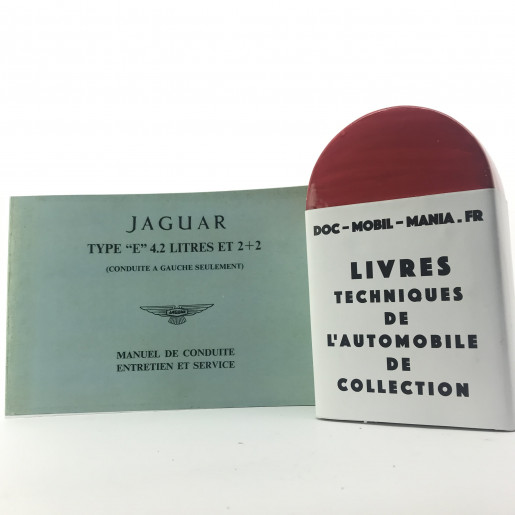 JAGUAR
TYPE "E" 4.2 LITRES ET 2+2
(CONDUITE A GAUCHE SEULEMENT)
JAGUAR
MANUEL DE CONDUITE
ENTRETIEN ET SERVICE
DOC-MOBIL-MANIA.FR
LIVRES
TECHNIQUES
DE
L'AUTOMOBILE
DE
COLLECTION